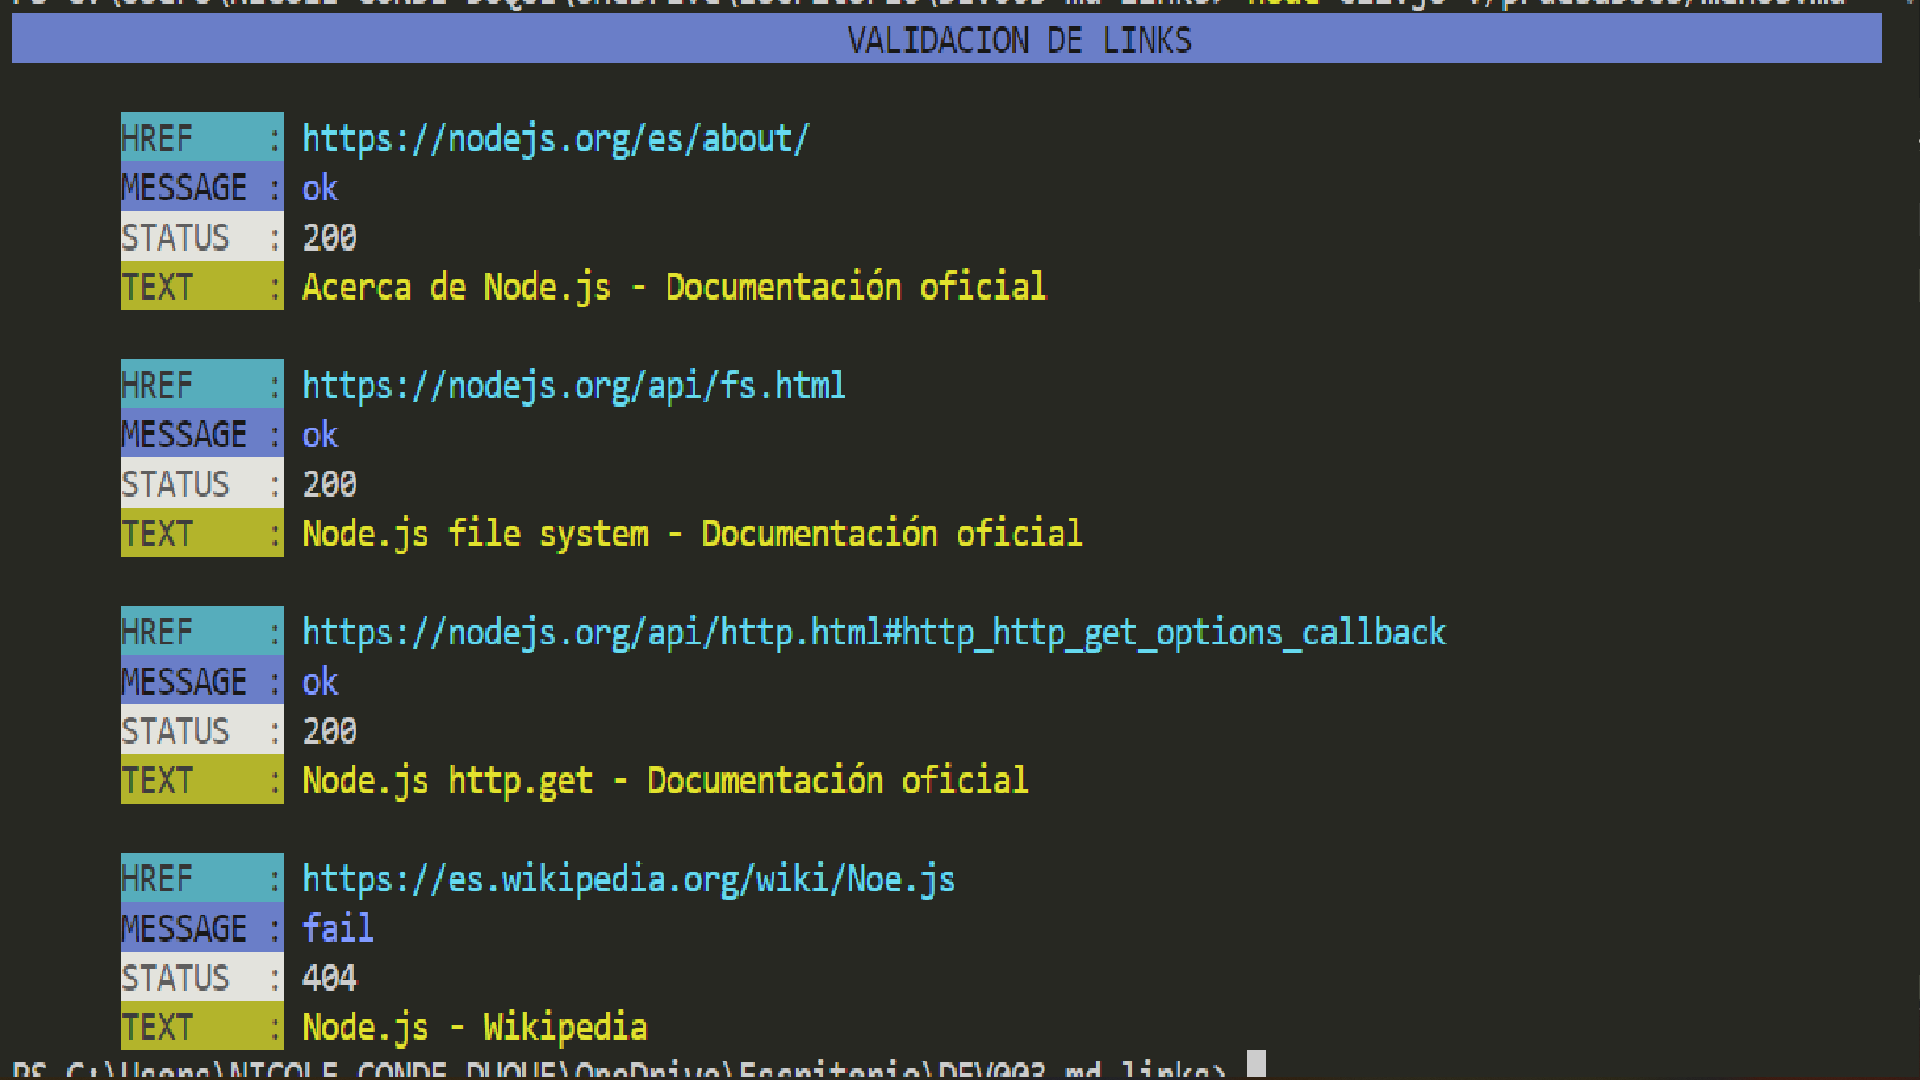 VALIDACION DE LINKS
HREF : https://nodejs.org/es/about/
MESSAGE : ok
STATUS : 200
TEXT : Acerca de Node.js - Documentación oficial
HREF : https://nodejs.org/api/fs.html
MESSAGE : ok
STATUS : 200
TEXT : Node.js file system - Documentación oficial
HREF : https://nodejs.org/api/http.html#http_http_get_options_callback
MESSAGE : ok
STATUS : 200
TEXT : Node.js http.get - Documentación oficial
HREF : https://es.wikipedia.org/wiki/Noe.js
MESSAGE : fail
STATUS : 404
TEXT : Node.js - Wikipedia
PS C:\Users\NICOLE CONDE DUQUE\OneDrive\Escritorio\DEV003-md-links>